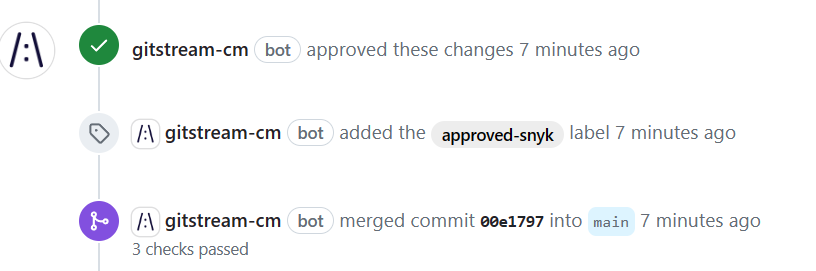 /:\
gitstream-cm bot approved these changes 7 minutes ago
/:\ gitstream-cm bot added the approved-snyk label 7 minutes ago
/:\ gitstream-cm bot merged commit 00e1797 into main 7 minutes ago
3 checks passed